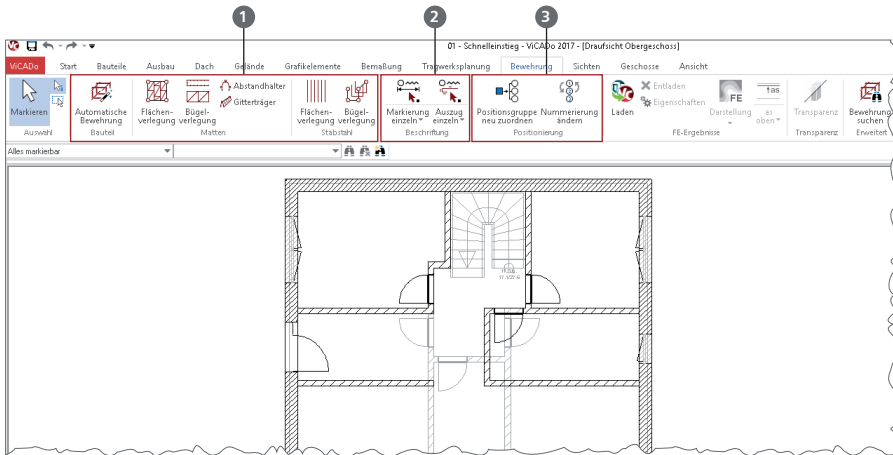 1 2 3
01 - Schnelleinstieg - ViCADo 2017 - [Draufsicht Obergeschoss]
ViCADo Start Bauteile Ausbau Dach Gelände Grafikelemente Bemaßung Tragwerksplanung Bewehrung Sichten Geschosse Ansicht
Markieren
Auswahl
Automatische
Bewehrung
Bauteil
Flächen-
verlegung
Bügel-
verlegung
Abstandhalter
Gitterträger
Matten
Flächen-
verlegung
Bügel-
verlegung
Stabstahl
Markierung
einzeln
Auszug
einzeln
Beschriftung
Positionsgruppe
neu zuordnen
Nummerierung
ändern
Positionierung
Laden
Entladen
Eigenschaften
FE
Darstellung
as
as
oben
FE-Ergebnisse
Transparenz
Transparenz
Bewehrung
suchen
Erweitert
Alles markierbar